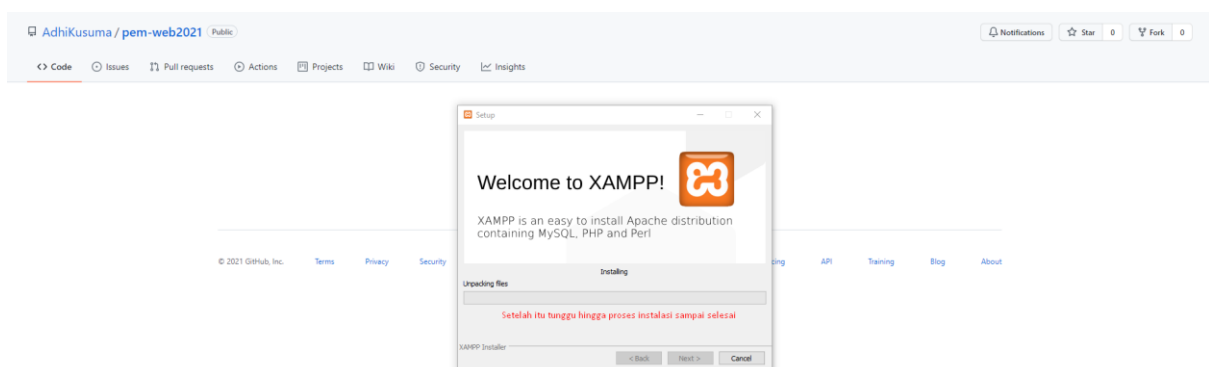 AdhiKusuma / pem-web2021 Public
Notifications Star 0 Fork 0
Code Issues Pull requests Actions Projects Wiki Security Insights
Setup
Welcome to XAMPP!
XAMPP is an easy to install Apache distribution
containing MySQL, PHP and Perl
© 2021 GitHub, Inc. Terms Privacy Security API Training Blog About
Installing
Unpacking files
Setelah itu tunggu hingga proses instalasi sampai selesai
XAMPP Installer
< Back Next > Cancel